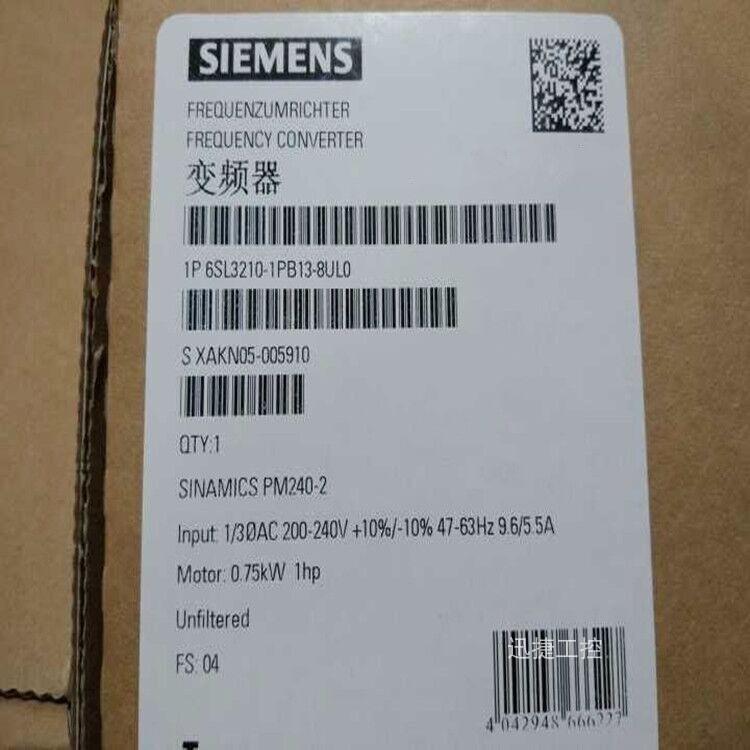 SIEMENS
FREQUENZUMRICHTER
FREQUENCY CONVERTER
变频器
1P 6SL3210-1PB13-8UL0
S XAKN05-005910
QTY:1
SINAMICS PM240-2
Input: 1/3ØAC 200-240V +10%/-10% 47-63Hz 9.6/5.5A
Motor: 0.75kW 1hp
Unfiltered
FS: 04
迅捷工控
4 042948 666227